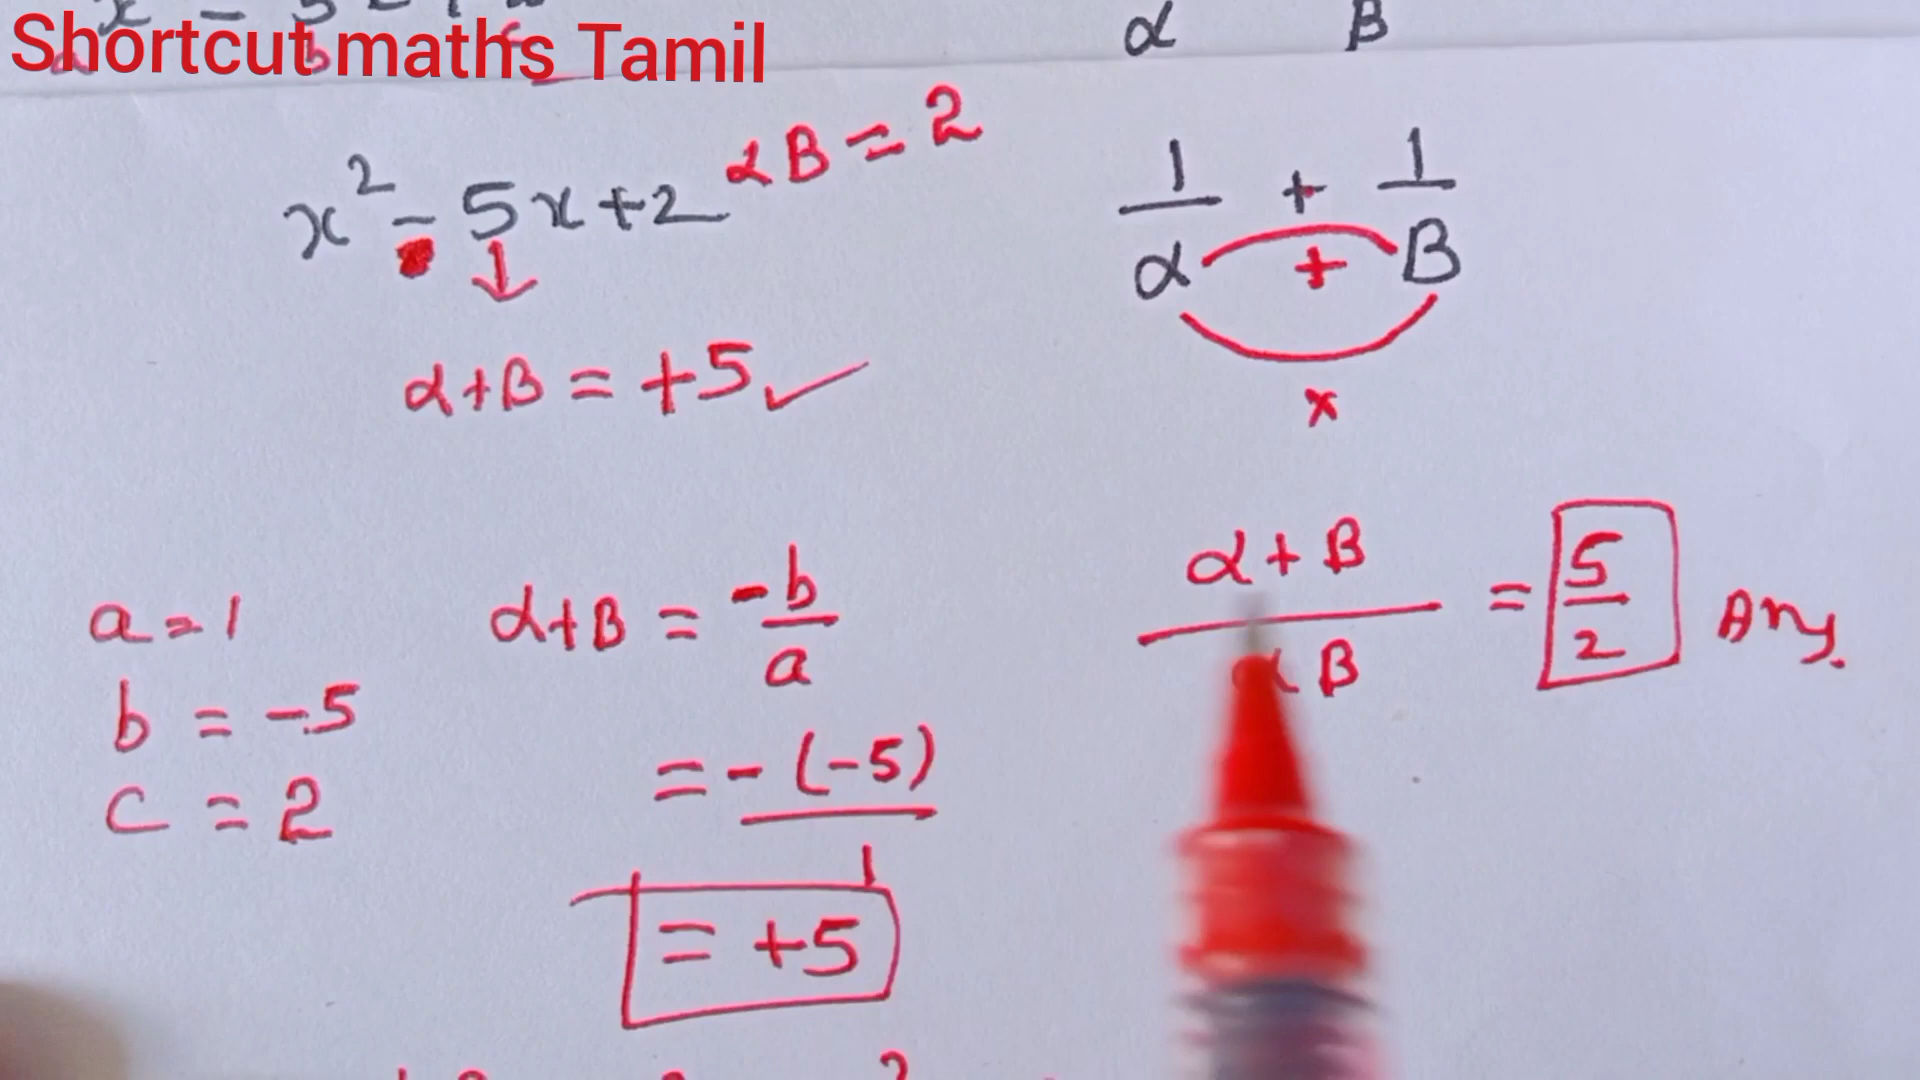 Shortcut maths Tamil
α β
x² - 5x+2 αβ = 2
1/α + 1/β
+
α+β = +5 ✓
×
a = 1
b = -5
c = 2
α+β = -b/a
= -(-5)/1
= +5
α+β/αβ = 5/2 Ans.